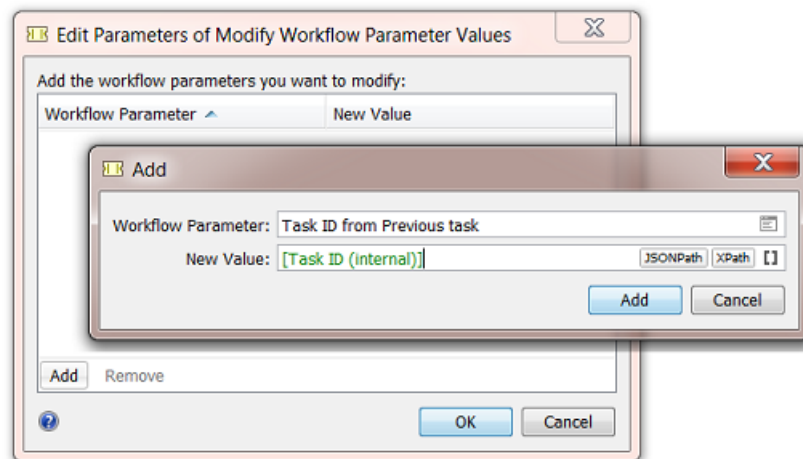 Edit Parameters of Modify Workflow Parameter Values
Add the workflow parameters you want to modify:
Workflow Parameter New Value
Add
Workflow Parameter: Task ID from Previous task
New Value: [Task ID (internal)] JSONPath XPath []
Add Cancel
Add Remove
OK Cancel